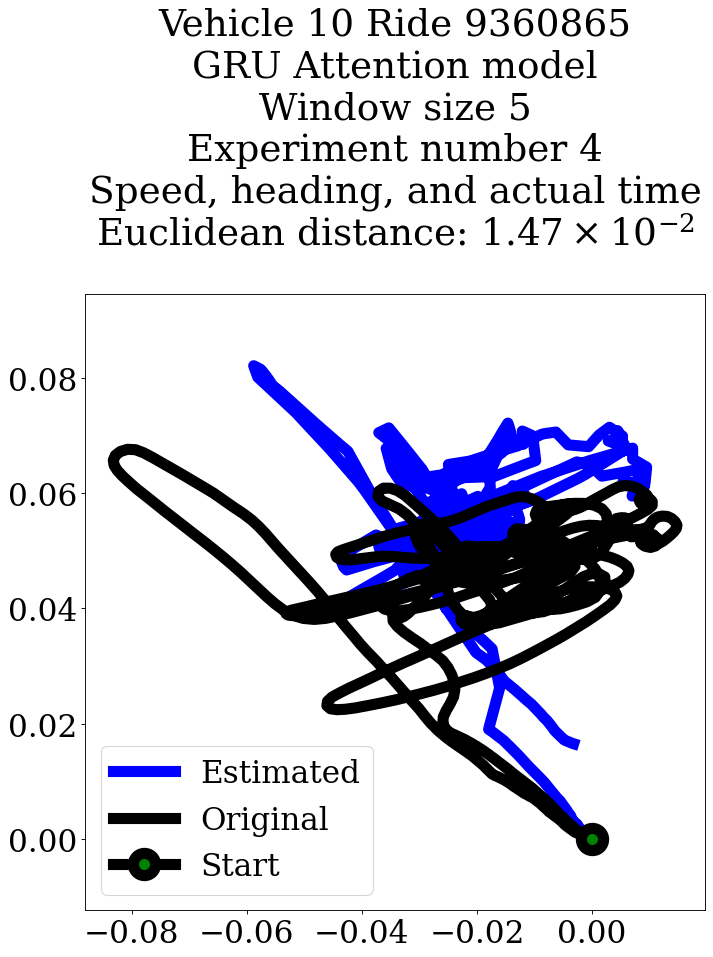 Vehicle 10 Ride 9360865
GRU Attention model
Window size 5
Experiment number 4
Speed, heading, and actual time
Euclidean distance: 1.47 × 10⁻²
0.08
0.06
0.04
0.02
0.00
Estimated
Original
Start
−0.08 −0.06 −0.04 −0.02 0.00